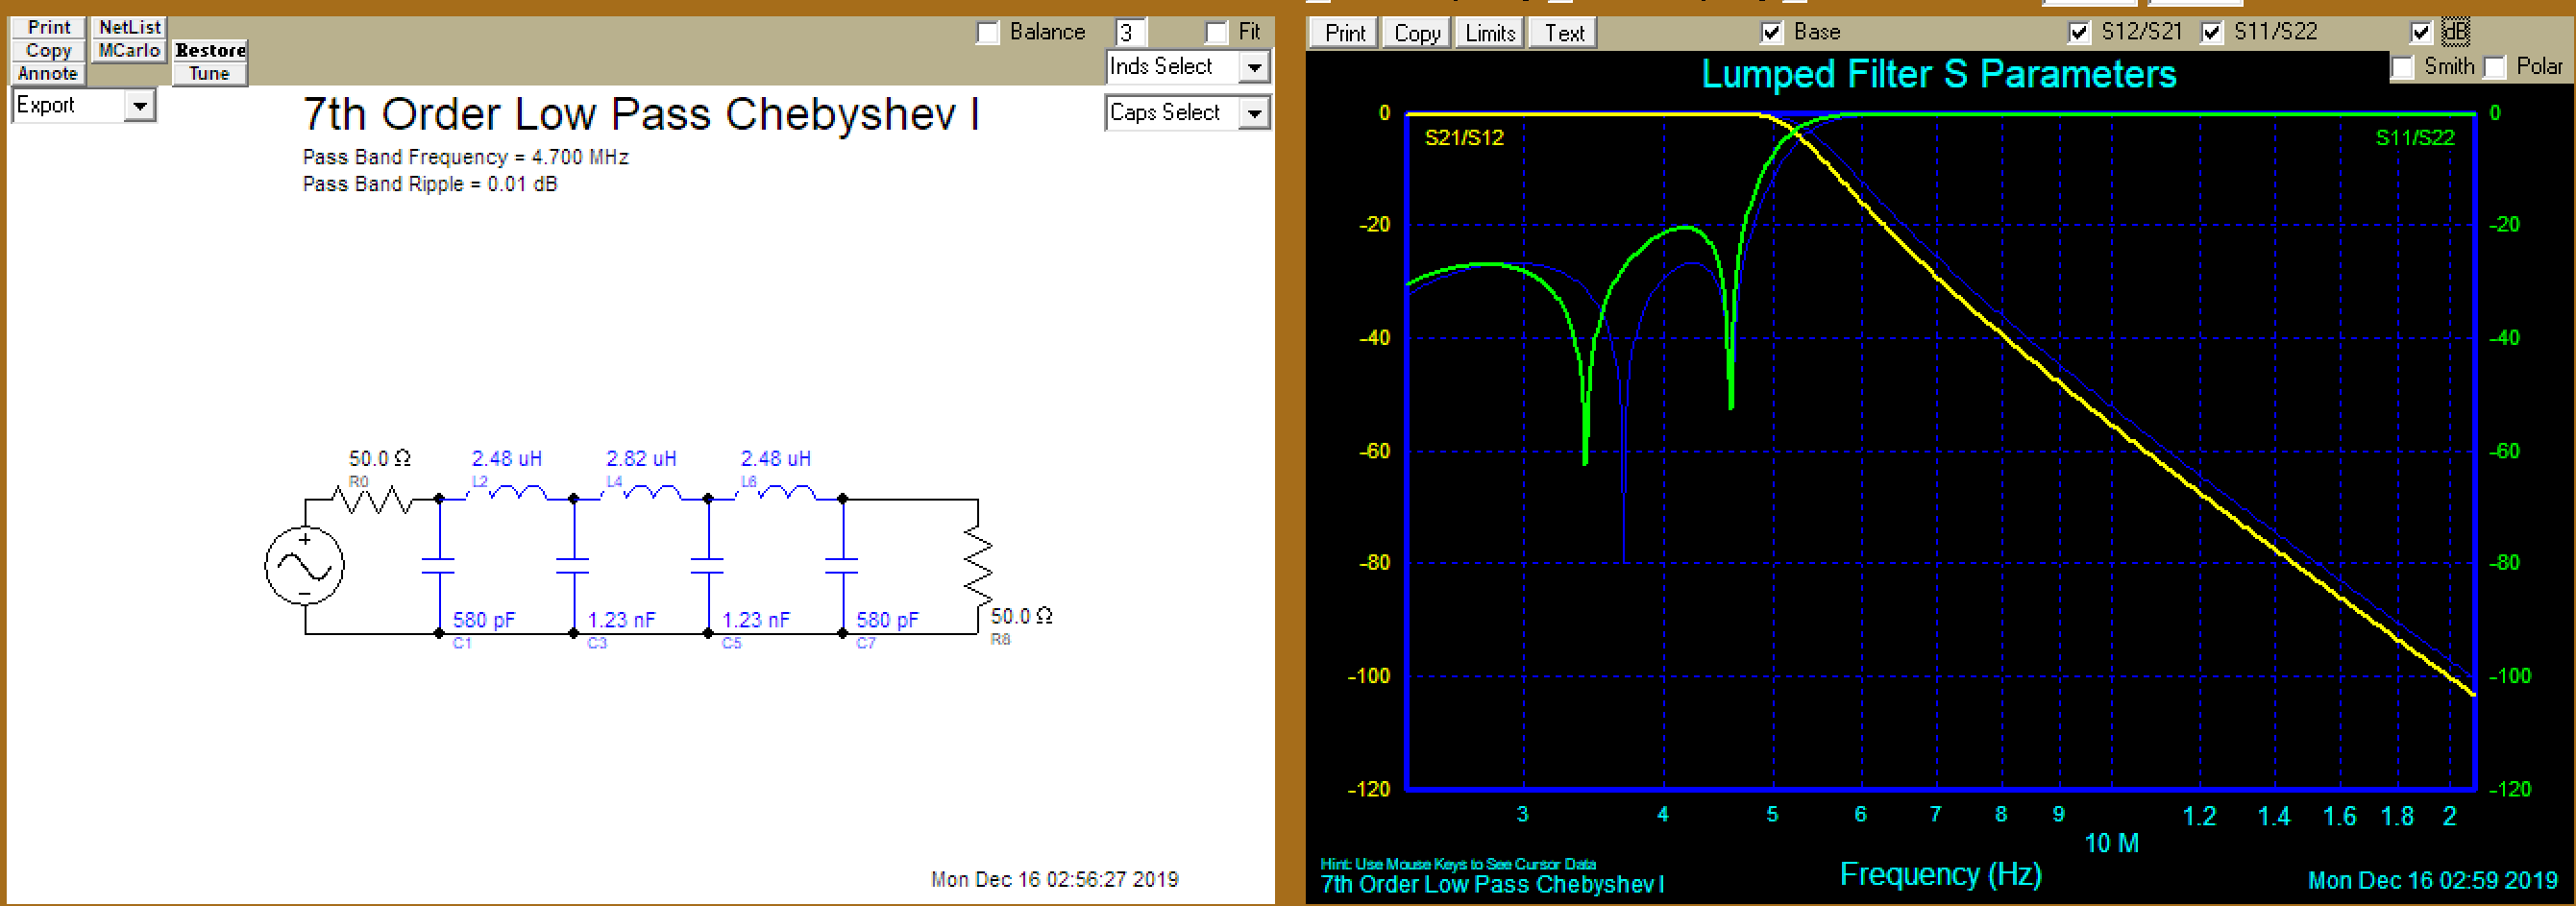 Print NetList
Copy MCarlo Restore
Annote Tune
Balance 3 Fit
Inds Select
Export
Caps Select
7th Order Low Pass Chebyshev I
Pass Band Frequency = 4.700 MHz
Pass Band Ripple = 0.01 dB
50.0 Ω 2.48 uH 2.82 uH 2.48 uH
R0 L2 L4 L6
+
−
580 pF 1.23 nF 1.23 nF 580 pF 50.0 Ω
C1 C3 C5 C7 R8
Mon Dec 16 02:56:27 2019
Print Copy Limits Text Base S12/S21 S11/S22 dB
Smith Polar
Lumped Filter S Parameters
0 0
S21/S12 S11/S22
-20 -20
-40 -40
-60 -60
-80 -80
-100 -100
-120 -120
3 4 5 6 7 8 9 1.2 1.4 1.6 1.8 2
10 M
Hint: Use Mouse Keys to See Cursor Data
Frequency (Hz)
7th Order Low Pass Chebyshev I
Mon Dec 16 02:59 2019